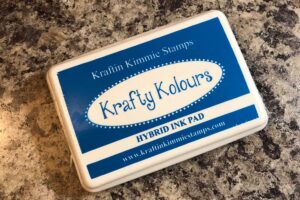 Kraftin Kimmie Stamps
Krafty Kolours
HYBRID INK PAD
www.kraftinkimmiestamps.com